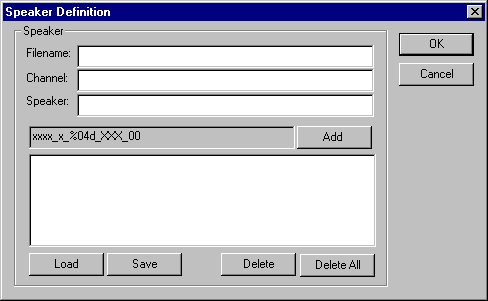 Speaker Definition
Speaker
Filename:
OK
Channel:
Cancel
Speaker:
xxxx_x_%04d_XXX_00
Add
Load
Save
Delete
Delete All